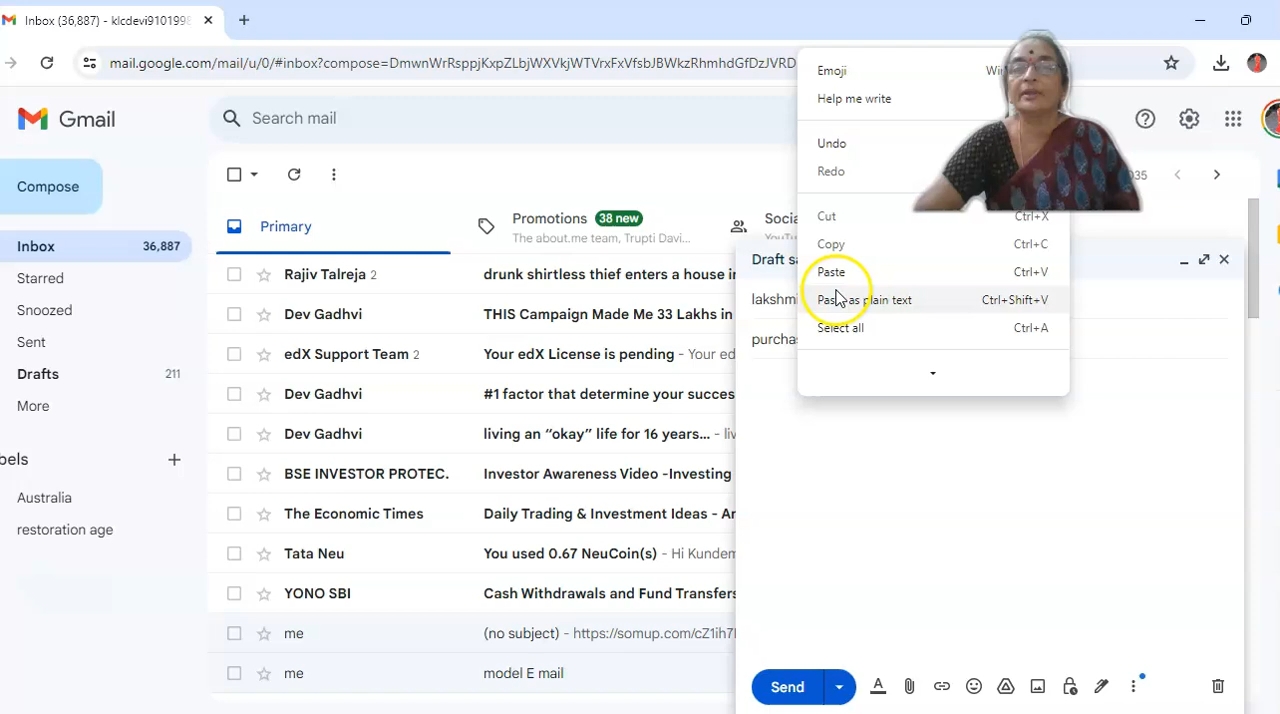 Inbox (36,887) - klcdevi9101998
mail.google.com/mail/u/0/#inbox?compose=DmwnWrRsppjKxpZLbjWXVkjWTVrxFxVfsbJBWkzRhmhdGfDzJVRD
Gmail
Search mail
Emoji
Help me write
Undo
Redo
Cut Ctrl+X
Copy Ctrl+C
Paste Ctrl+V
Paste as plain text Ctrl+Shift+V
Select all Ctrl+A
Compose
Inbox 36,887
Starred
Snoozed
Sent
Drafts 211
More
Australia
restoration age
Primary
Promotions 38 new
The about.me team, Trupti Davi...
Rajiv Talreja 2 drunk shirtless thief enters a house in
Dev Gadhvi THIS Campaign Made Me 33 Lakhs in
edX Support Team 2 Your edX License is pending - Your ed
Dev Gadhvi #1 factor that determine your succes
Dev Gadhvi living an “okay” life for 16 years... - liv
BSE INVESTOR PROTEC. Investor Awareness Video -Investing
The Economic Times Daily Trading & Investment Ideas - Ar
Tata Neu You used 0.67 NeuCoin(s) - Hi Kundem
YONO SBI Cash Withdrawals and Fund Transfers
me (no subject) - https://somup.com/cZ1ih7
me model E mail
Draft
lakshmi
Send